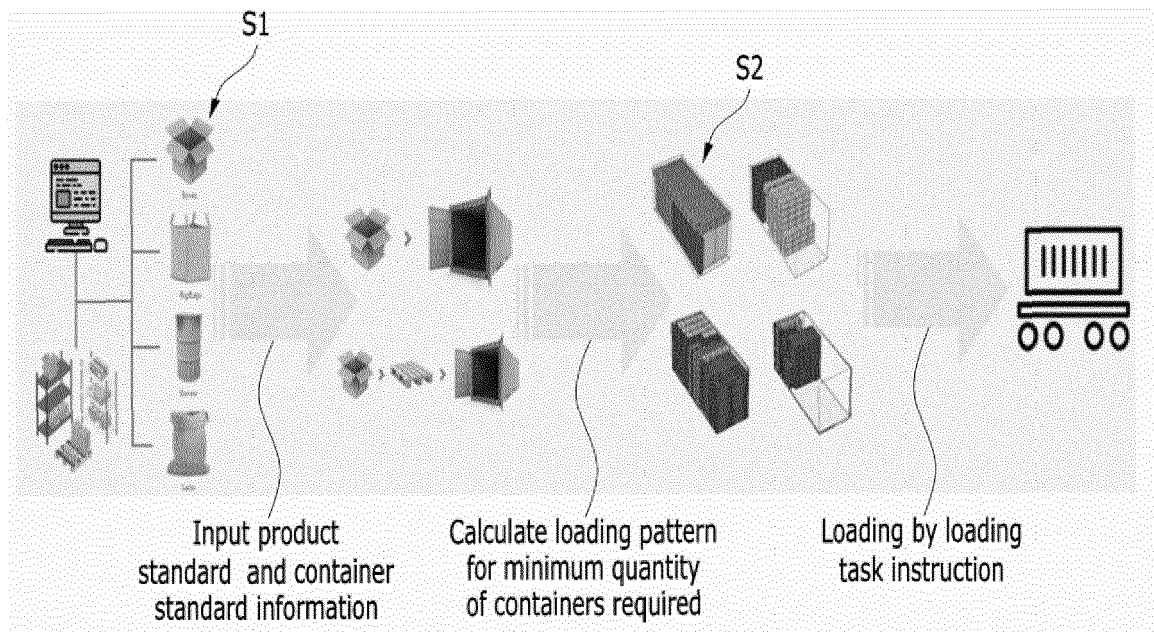 S1
S2
Input product
standard and container
standard information
Calculate loading pattern
for minimum quantity
of containers required
Loading by loading
task instruction